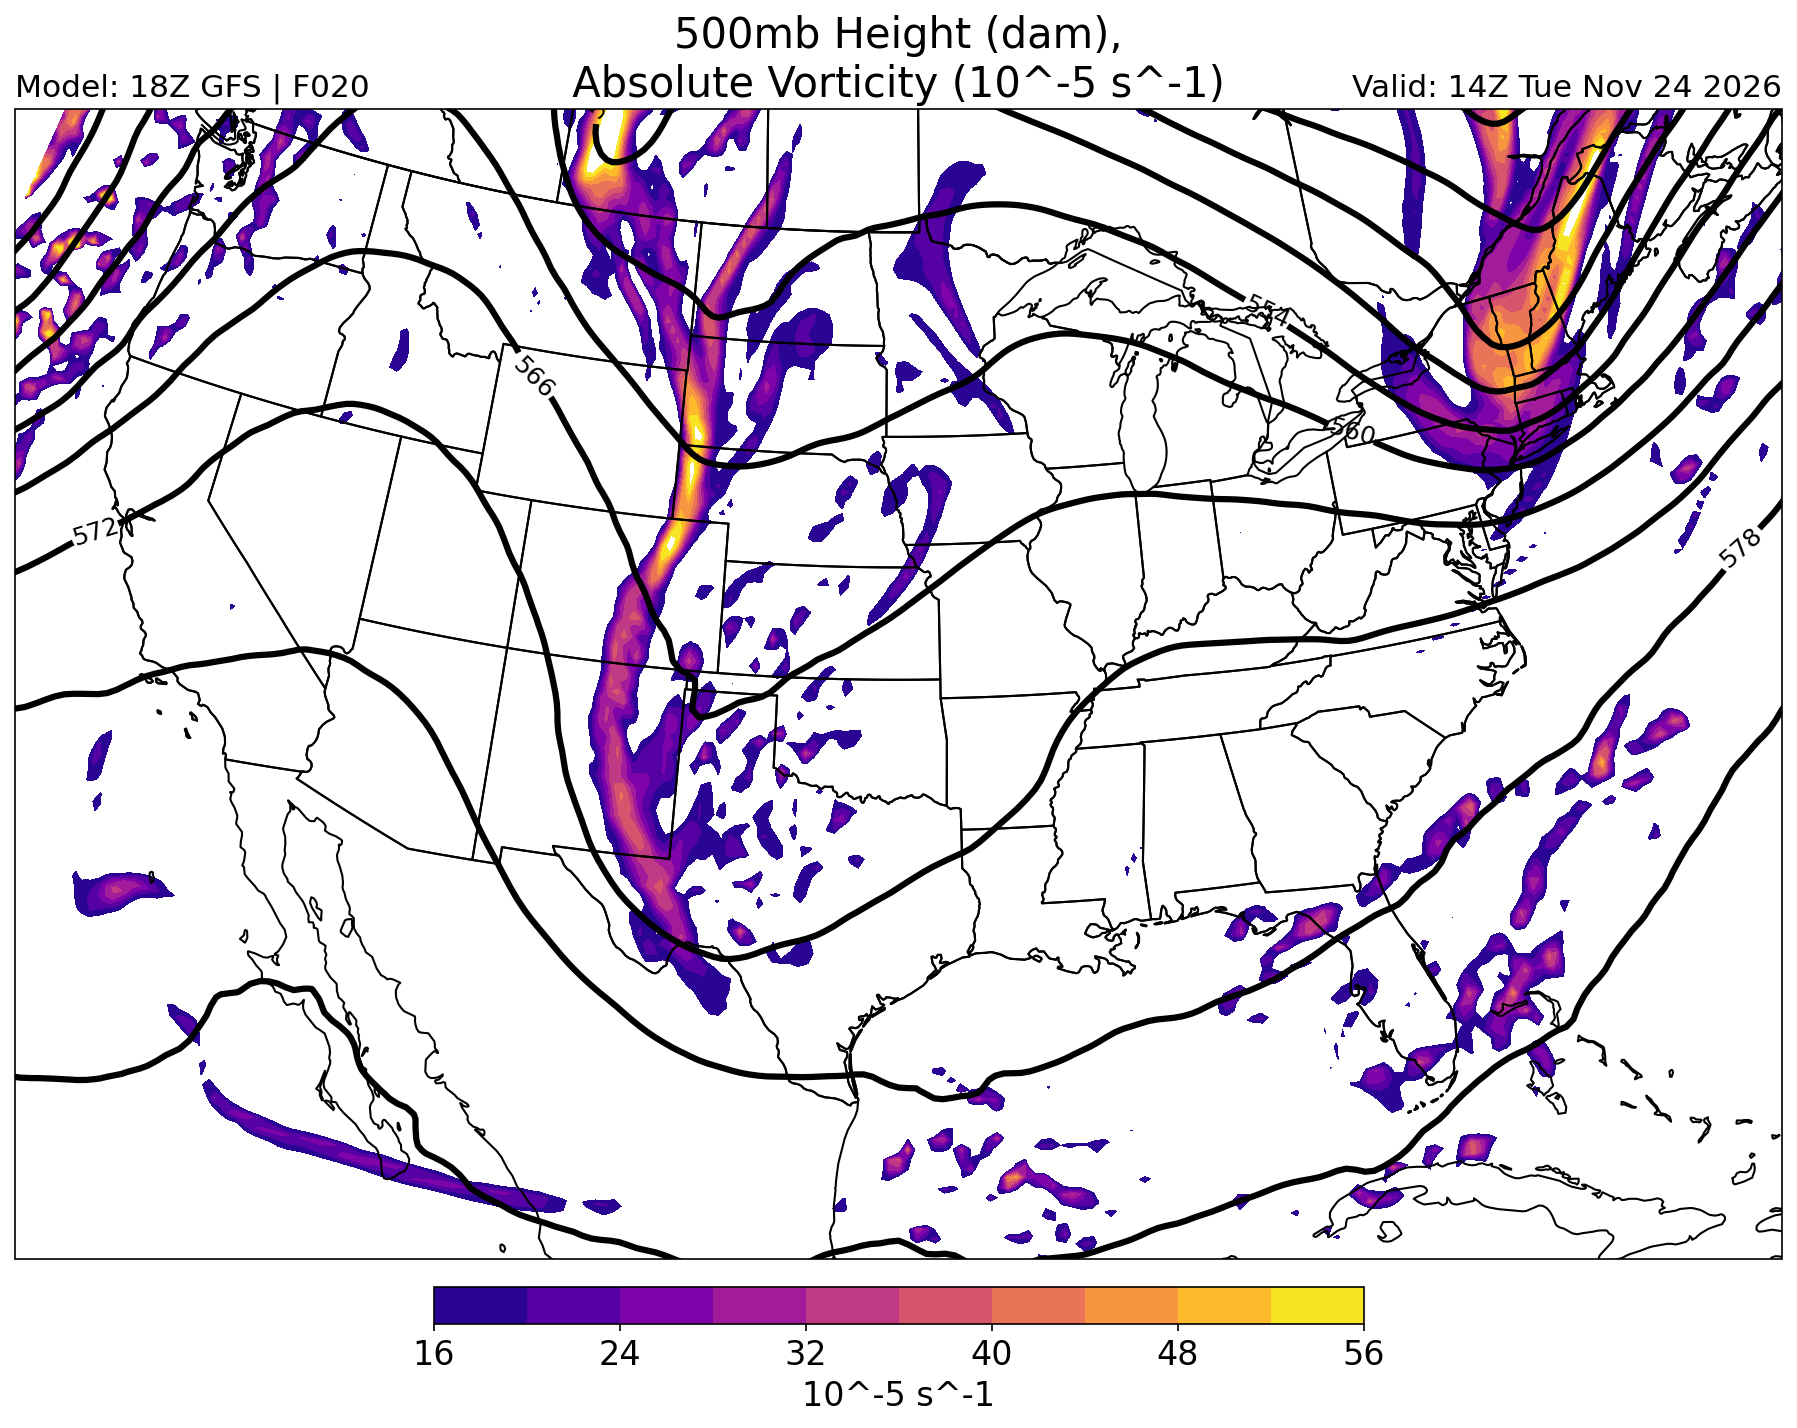 500mb Height (dam),
Absolute Vorticity (10^-5 s^-1)
Model: 18Z GFS | F020
Valid: 14Z Tue Nov 24 2026
554
566
560
572
578
16 24 32 40 48 56
10^-5 s^-1